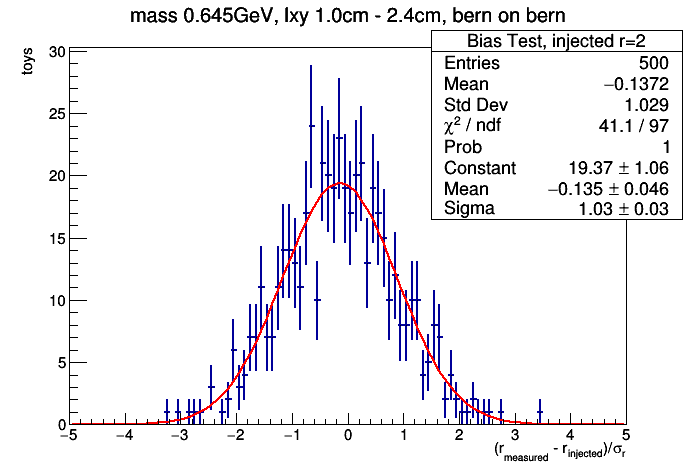 mass 0.645GeV, lxy 1.0cm - 2.4cm, bern on bern
Bias Test, injected r=2
Entries 500
Mean −0.1372
Std Dev 1.029
χ² / ndf 41.1 / 97
Prob 1
Constant 19.37 ± 1.06
Mean −0.135 ± 0.046
Sigma 1.03 ± 0.03
toys
30
25
20
15
10
5
0
−5 −4 −3 −2 −1 0 1 2 3 4 5
(r_measured - r_injected)/σ_r